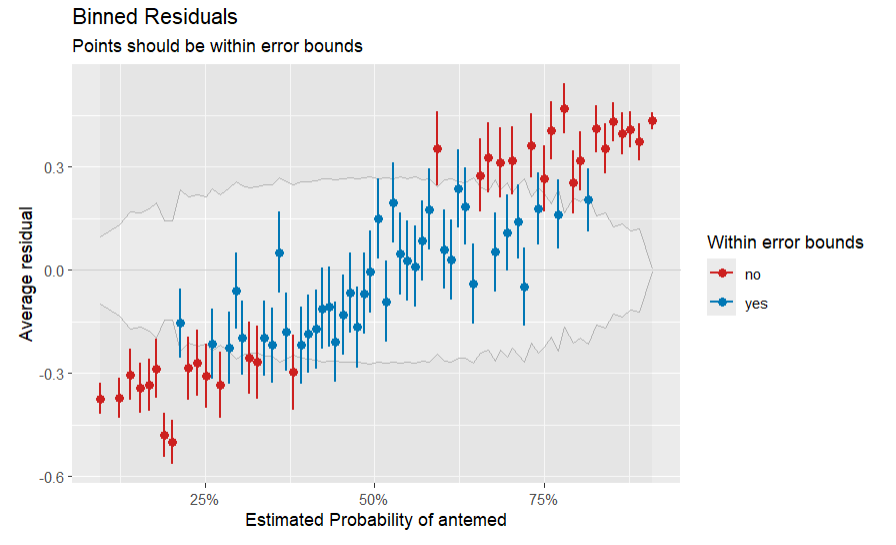 Binned Residuals
Points should be within error bounds
Average residual
0.3
0.0
-0.3
-0.6
25%
50%
75%
Estimated Probability of antemed
Within error bounds
no
yes